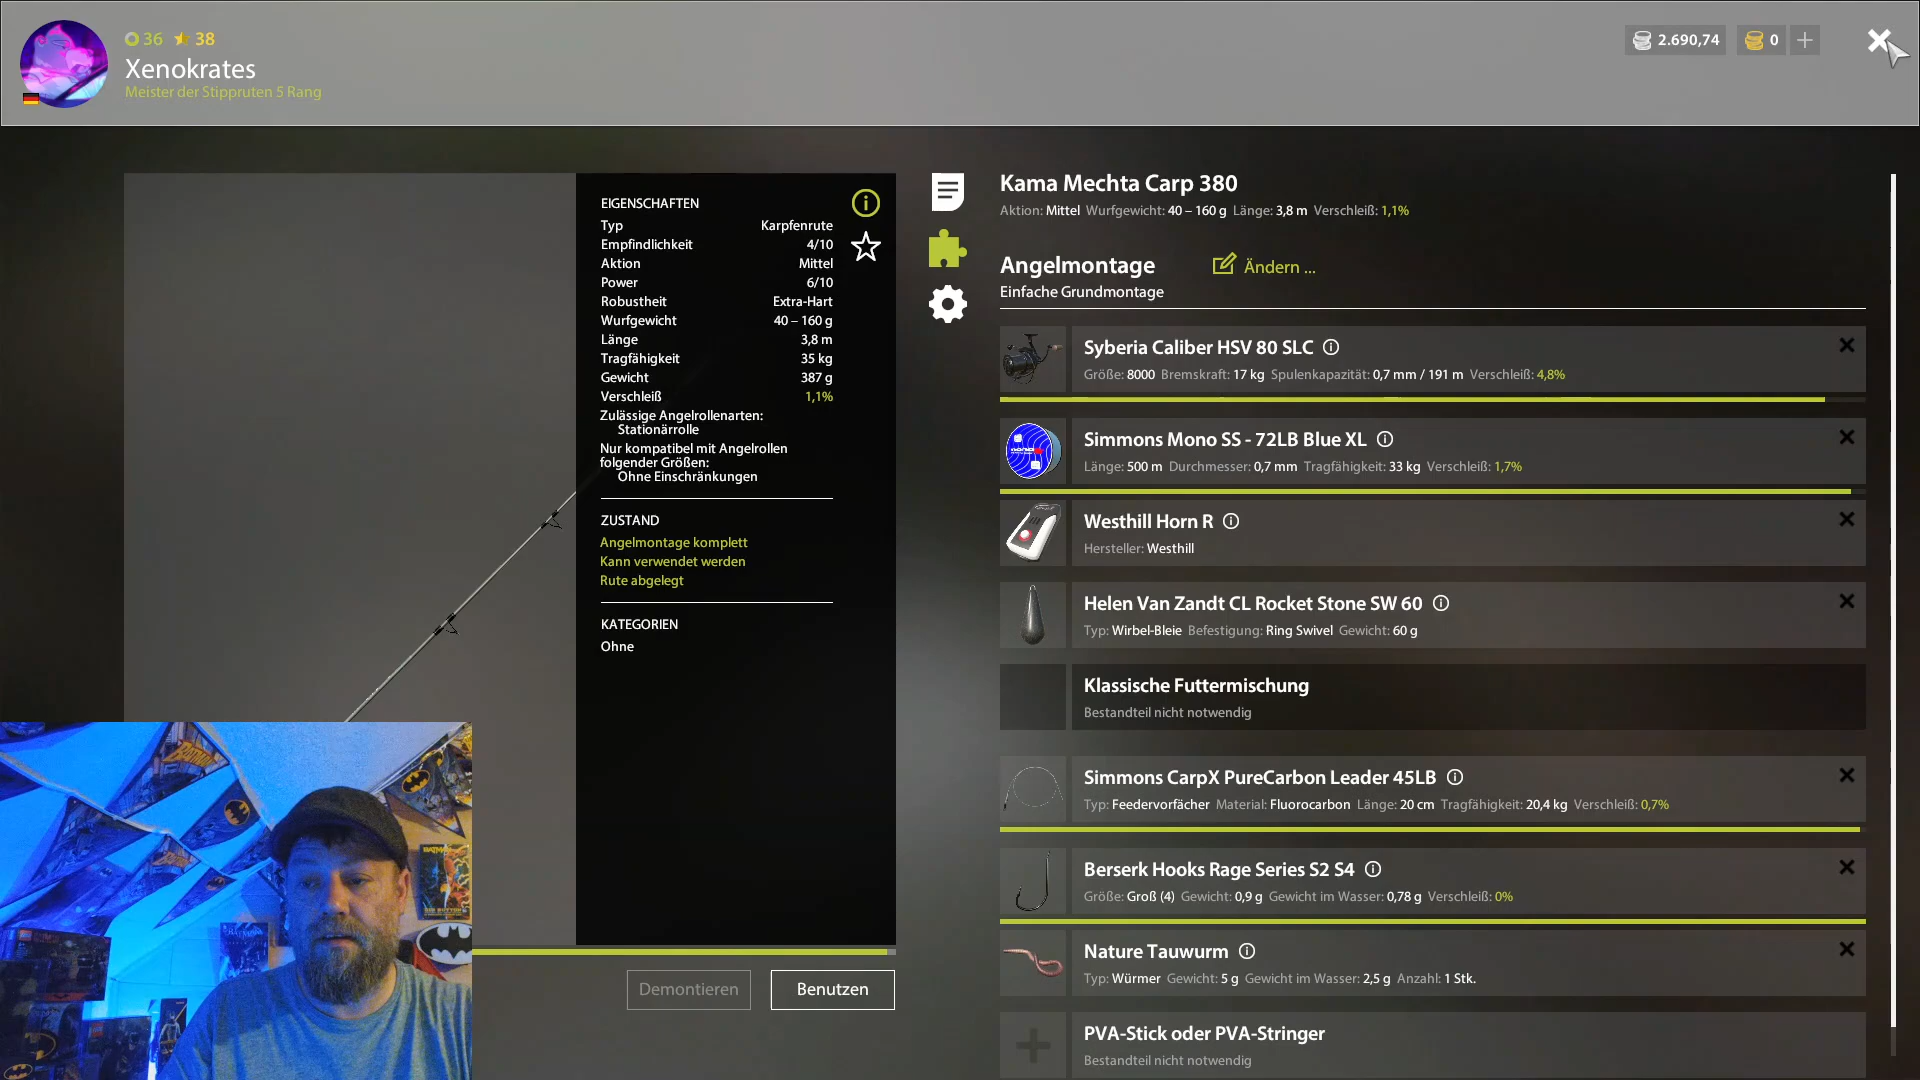 36 38
Xenokrates
Meister der Stippruten 5 Rang
2.690,74
0
EIGENSCHAFTEN
Typ Karpfenrute
Empfindlichkeit 4/10
Aktion Mittel
Power 6/10
Robustheit Extra-Hart
Wurfgewicht 40 – 160 g
Länge 3,8 m
Tragfähigkeit 35 kg
Gewicht 387 g
Verschleiß 1,1%
Zulässige Angelrollenarten:
Stationärrolle
Nur kompatibel mit Angelrollen
folgender Größen:
Ohne Einschränkungen
ZUSTAND
Angelmontage komplett
Kann verwendet werden
Rute abgelegt
KATEGORIEN
Ohne
Demontieren
Benutzen
Kama Mechta Carp 380
Aktion: Mittel Wurfgewicht: 40 – 160 g Länge: 3,8 m Verschleiß: 1,1%
Angelmontage
Ändern ...
Einfache Grundmontage
Syberia Caliber HSV 80 SLC
Größe: 8000 Bremskraft: 17 kg Spulenkapazität: 0,7 mm / 191 m Verschleiß: 4,8%
Simmons Mono SS - 72LB Blue XL
Länge: 500 m Durchmesser: 0,7 mm Tragfähigkeit: 33 kg Verschleiß: 1,7%
Westhill Horn R
Hersteller: Westhill
Helen Van Zandt CL Rocket Stone SW 60
Typ: Wirbel-Bleie Befestigung: Ring Swivel Gewicht: 60 g
Klassische Futtermischung
Bestandteil nicht notwendig
Simmons CarpX PureCarbon Leader 45LB
Typ: Feedervorfächer Material: Fluorocarbon Länge: 20 cm Tragfähigkeit: 20,4 kg Verschleiß: 0,7%
Berserk Hooks Rage Series S2 S4
Größe: Groß (4) Gewicht: 0,9 g Gewicht im Wasser: 0,78 g Verschleiß: 0%
Nature Tauwurm
Typ: Würmer Gewicht: 5 g Gewicht im Wasser: 2,5 g Anzahl: 1 Stk.
PVA-Stick oder PVA-Stringer
Bestandteil nicht notwendig
BATMAN